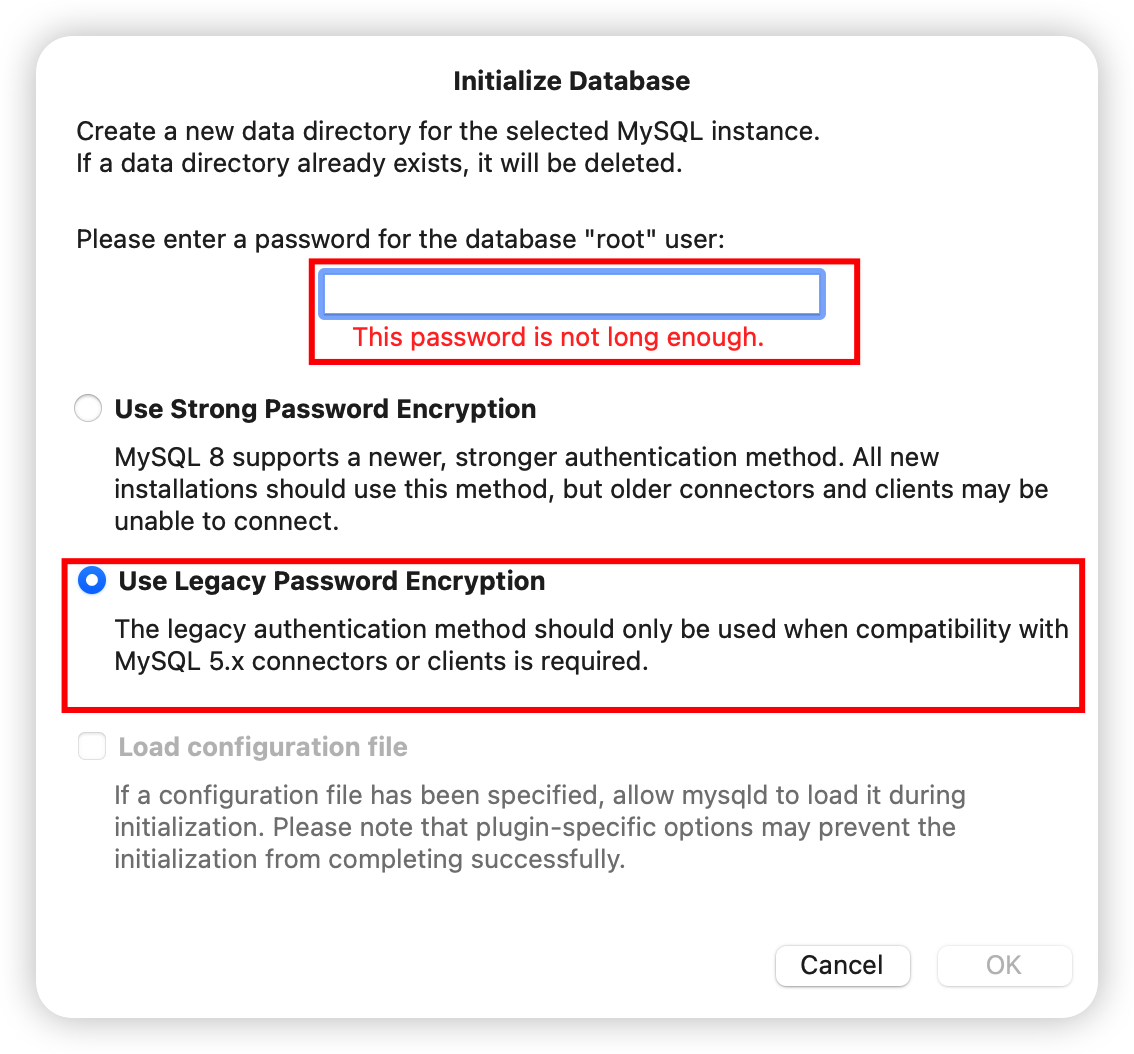 Initialize Database
Create a new data directory for the selected MySQL instance.
If a data directory already exists, it will be deleted.
Please enter a password for the database "root" user:
This password is not long enough.
Use Strong Password Encryption
MySQL 8 supports a newer, stronger authentication method. All new
installations should use this method, but older connectors and clients may be
unable to connect.
Use Legacy Password Encryption
The legacy authentication method should only be used when compatibility with
MySQL 5.x connectors or clients is required.
Load configuration file
If a configuration file has been specified, allow mysqld to load it during
initialization. Please note that plugin-specific options may prevent the
initialization from completing successfully.
Cancel
OK